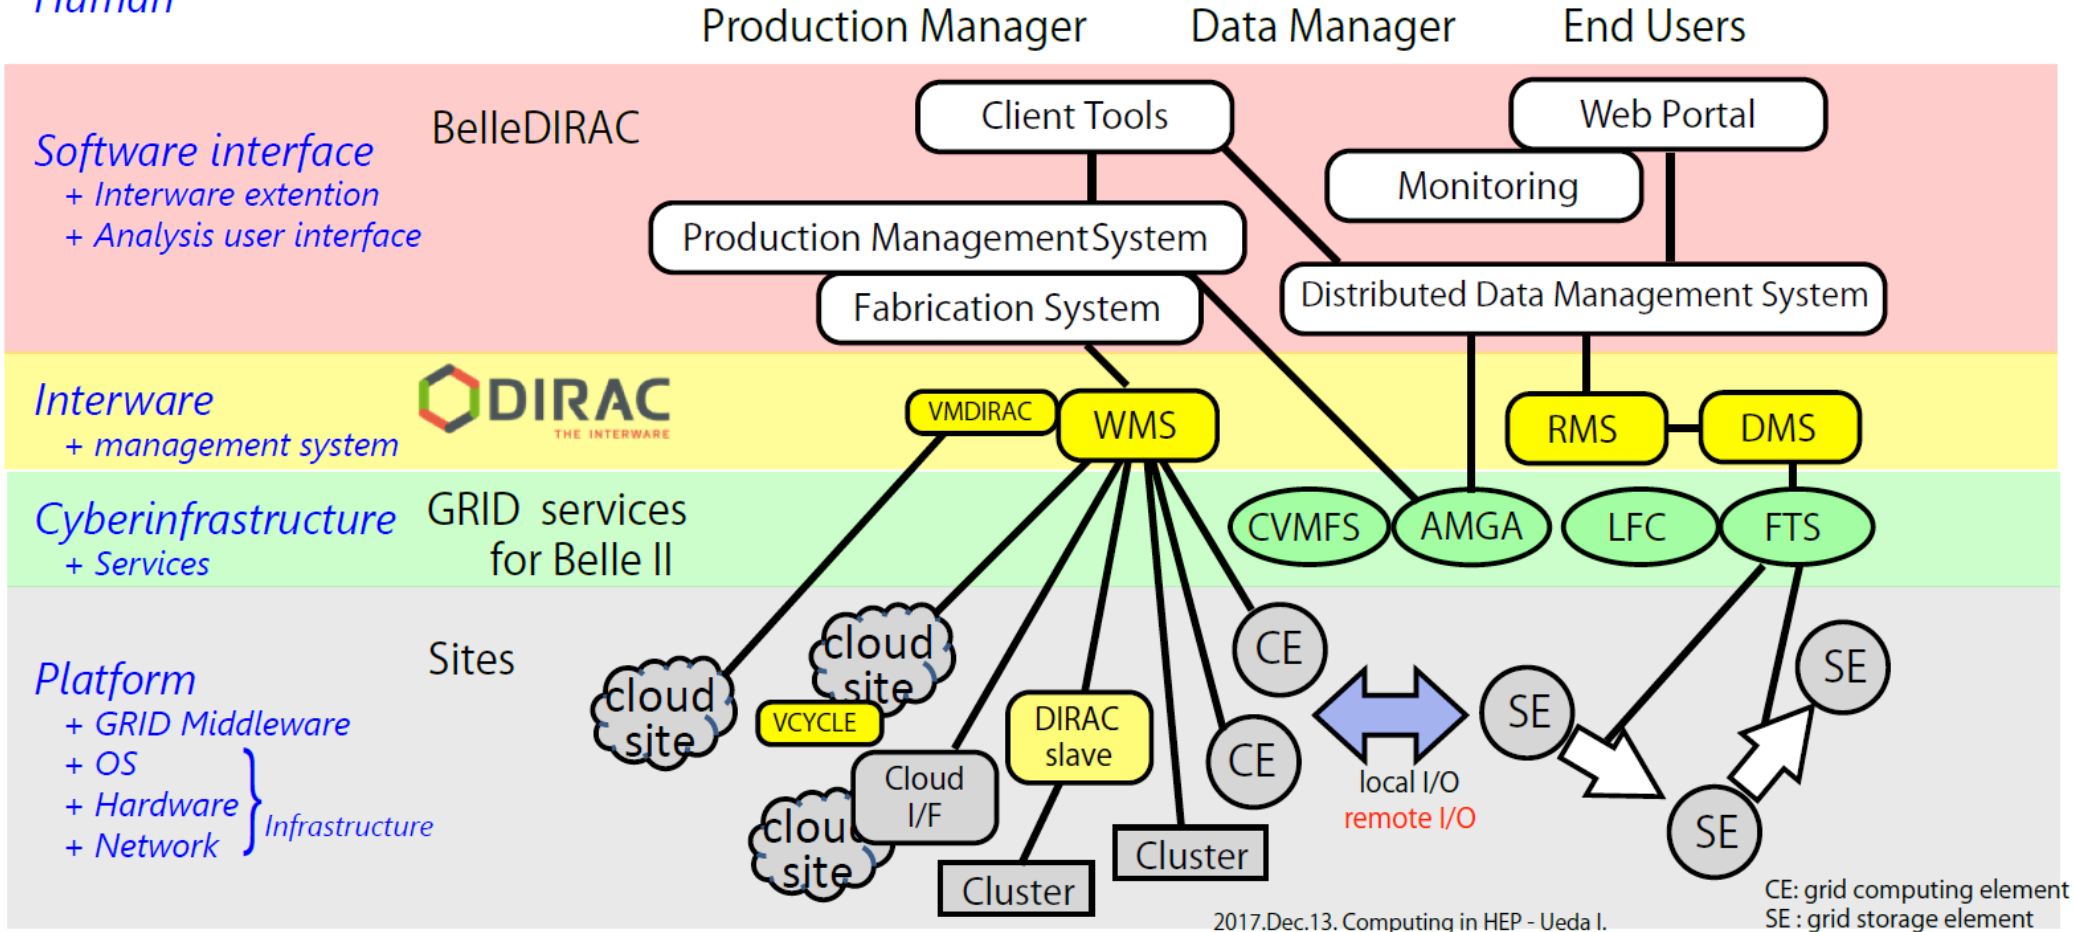 Human
Production Manager
Data Manager
End Users
Software interface
+ Interware extention
+ Analysis user interface
BelleDIRAC
Client Tools
Web Portal
Monitoring
Production Management System
Fabrication System
Distributed Data Management System
Interware
+ management system
DIRAC
THE INTERWARE
VMDIRAC
WMS
RMS
DMS
Cyberinfrastructure
+ Services
GRID services
for Belle II
CVMFS
AMGA
LFC
FTS
Platform
+ GRID Middleware
+ OS
+ Hardware
+ Network
Infrastructure
Sites
cloud
site
cloud
site
VCYCLE
cloud
site
Cloud
I/F
DIRAC
slave
Cluster
Cluster
CE
CE
local I/O
remote I/O
SE
SE
SE
CE: grid computing element
SE : grid storage element
2017.Dec.13. Computing in HEP - Ueda I.